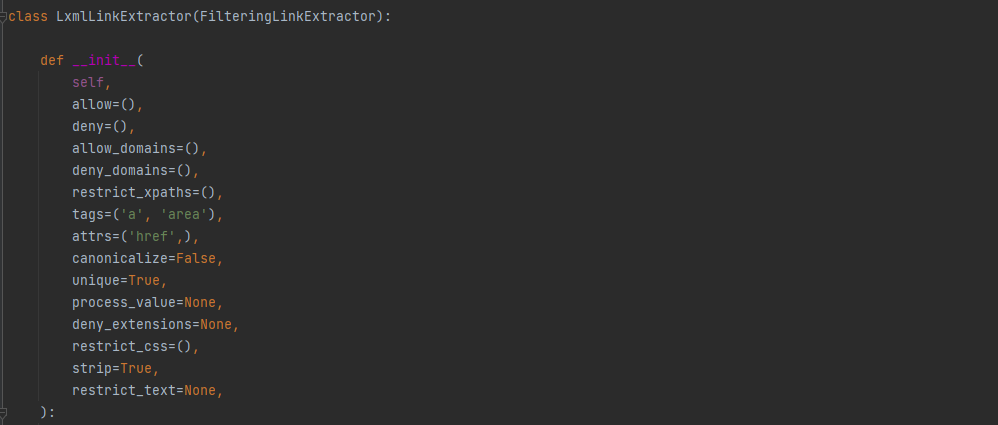 class LxmlLinkExtractor(FilteringLinkExtractor):
def __init__(
self,
allow=(),
deny=(),
allow_domains=(),
deny_domains=(),
restrict_xpaths=(),
tags=('a', 'area'),
attrs=('href',),
canonicalize=False,
unique=True,
process_value=None,
deny_extensions=None,
restrict_css=(),
strip=True,
restrict_text=None,
):